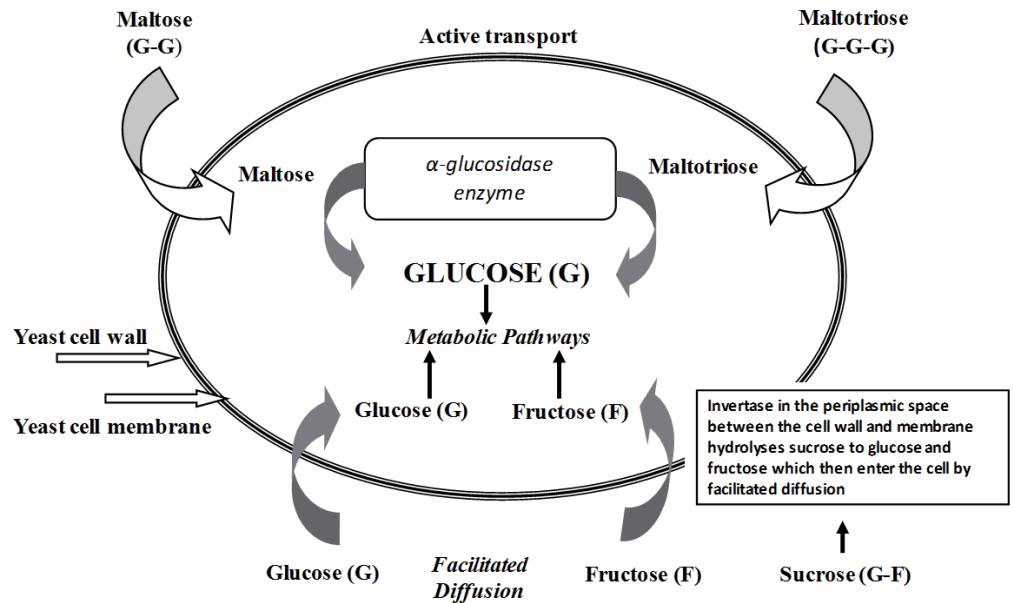 Maltose
(G-G)
Active transport
Maltotriose
(G-G-G)
Maltose
α-glucosidase
enzyme
Maltotriose
GLUCOSE (G)
Metabolic Pathways
Yeast cell wall
Yeast cell membrane
Glucose (G)
Fructose (F)
Invertase in the periplasmic space
between the cell wall and membrane
hydrolyses sucrose to glucose and
fructose which then enter the cell by
facilitated diffusion
Glucose (G)
Facilitated
Diffusion
Fructose (F)
Sucrose (G-F)